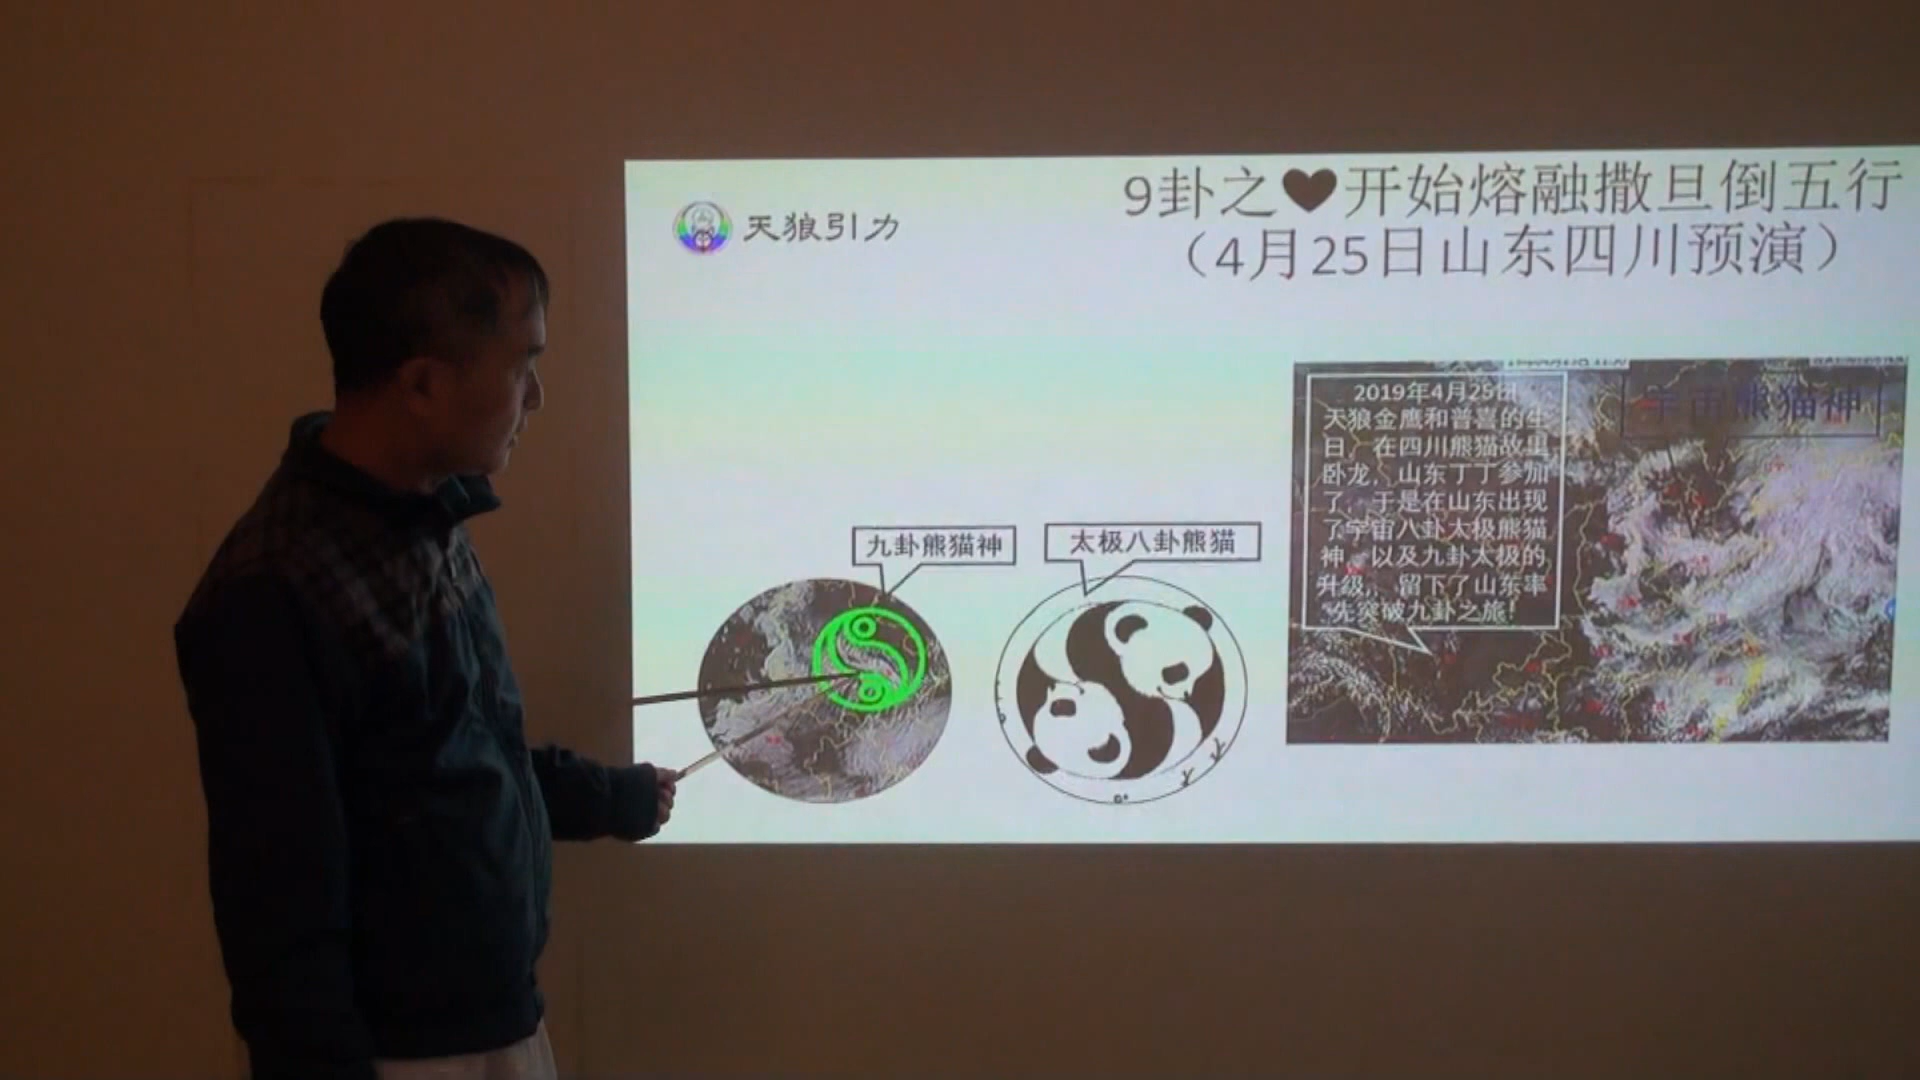 天狼引力
9卦之❤开始熔融撒旦倒五行
（4月25日山东四川预演）
九卦熊猫神
太极八卦熊猫
2019年4月25日
天狼金鹰和普喜的生
日，在四川熊猫故里
卧龙，山东丁丁参加
了，于是在山东出现
了宇宙八卦太极熊猫
神，以及九卦太极的
升级，留下了山东率
先突破九卦之旅！
宇宙熊猫神